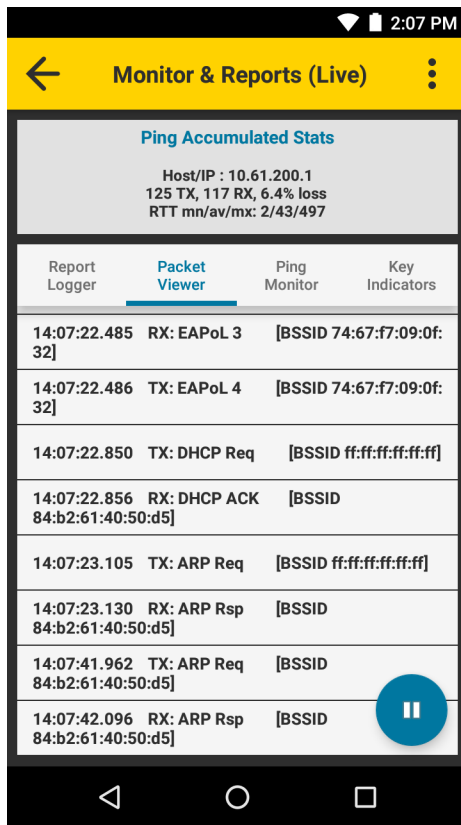 2:07 PM
Monitor & Reports (Live)
Ping Accumulated Stats
Host/IP : 10.61.200.1
125 TX, 117 RX, 6.4% loss
RTT mn/av/mx: 2/43/497
Report Logger
Packet Viewer
Ping Monitor
Key Indicators
14:07:22.485 RX: EAPoL 3 [BSSID 74:67:f7:09:0f:
32]
14:07:22.486 TX: EAPoL 4 [BSSID 74:67:f7:09:0f:
32]
14:07:22.850 TX: DHCP Req [BSSID ff:ff:ff:ff:ff:ff]
14:07:22.856 RX: DHCP ACK [BSSID
84:b2:61:40:50:d5]
14:07:23.105 TX: ARP Req [BSSID ff:ff:ff:ff:ff:ff]
14:07:23.130 RX: ARP Rsp [BSSID
84:b2:61:40:50:d5]
14:07:41.962 TX: ARP Req [BSSID
84:b2:61:40:50:d5]
14:07:42.096 RX: ARP Rsp [BSSID
84:b2:61:40:50:d5]